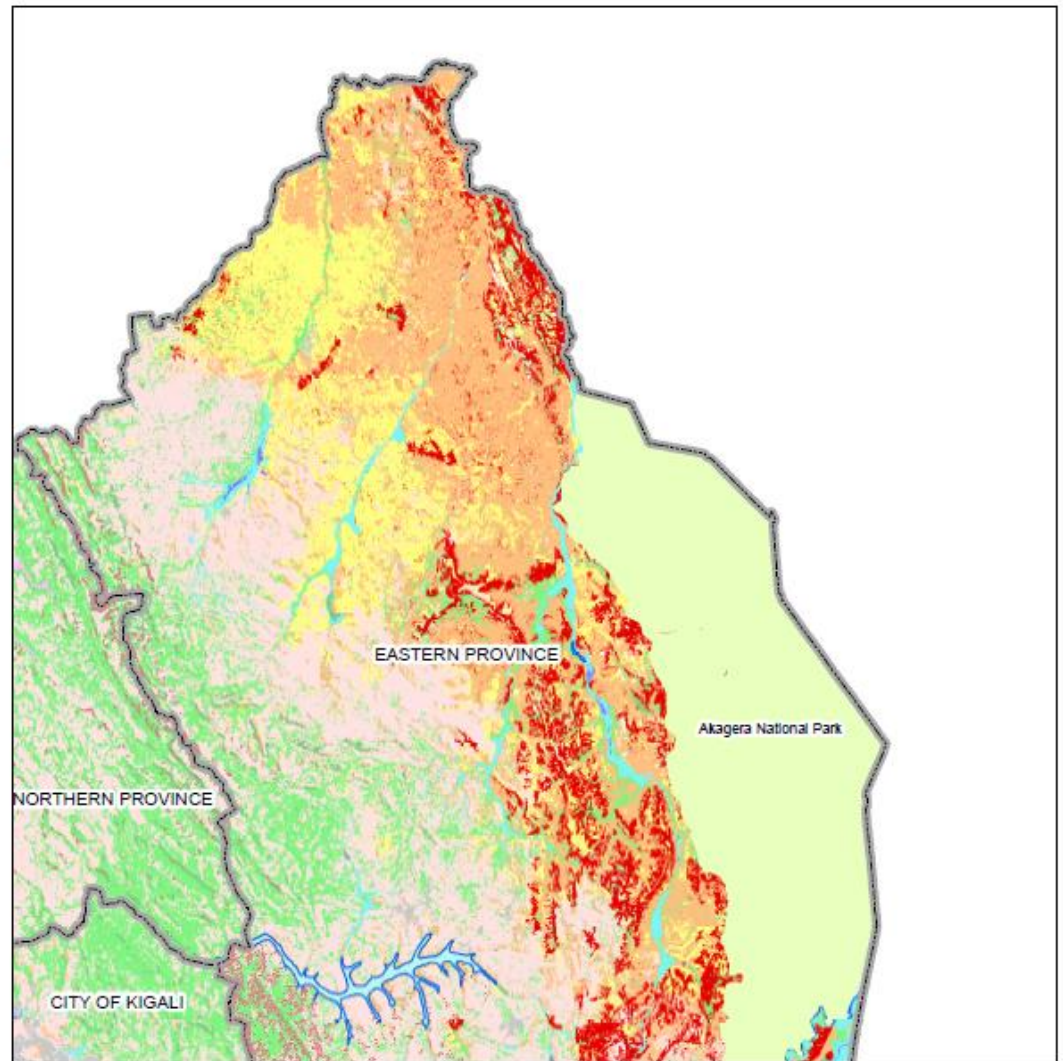 EASTERN PROVINCE
Akagera National Park
NORTHERN PROVINCE
CITY OF KIGALI